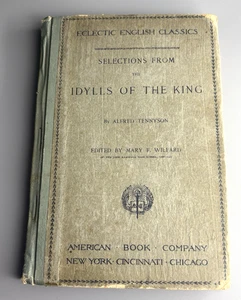 ECLECTIC ENGLISH CLASSICS
SELECTIONS FROM
THE
IDYLLS OF THE KING
By ALFRED TENNYSON
EDITED BY MARY F. WILLARD
AMERICAN · BOOK · COMPANY
NEW YORK · CINCINNATI · CHICAGO